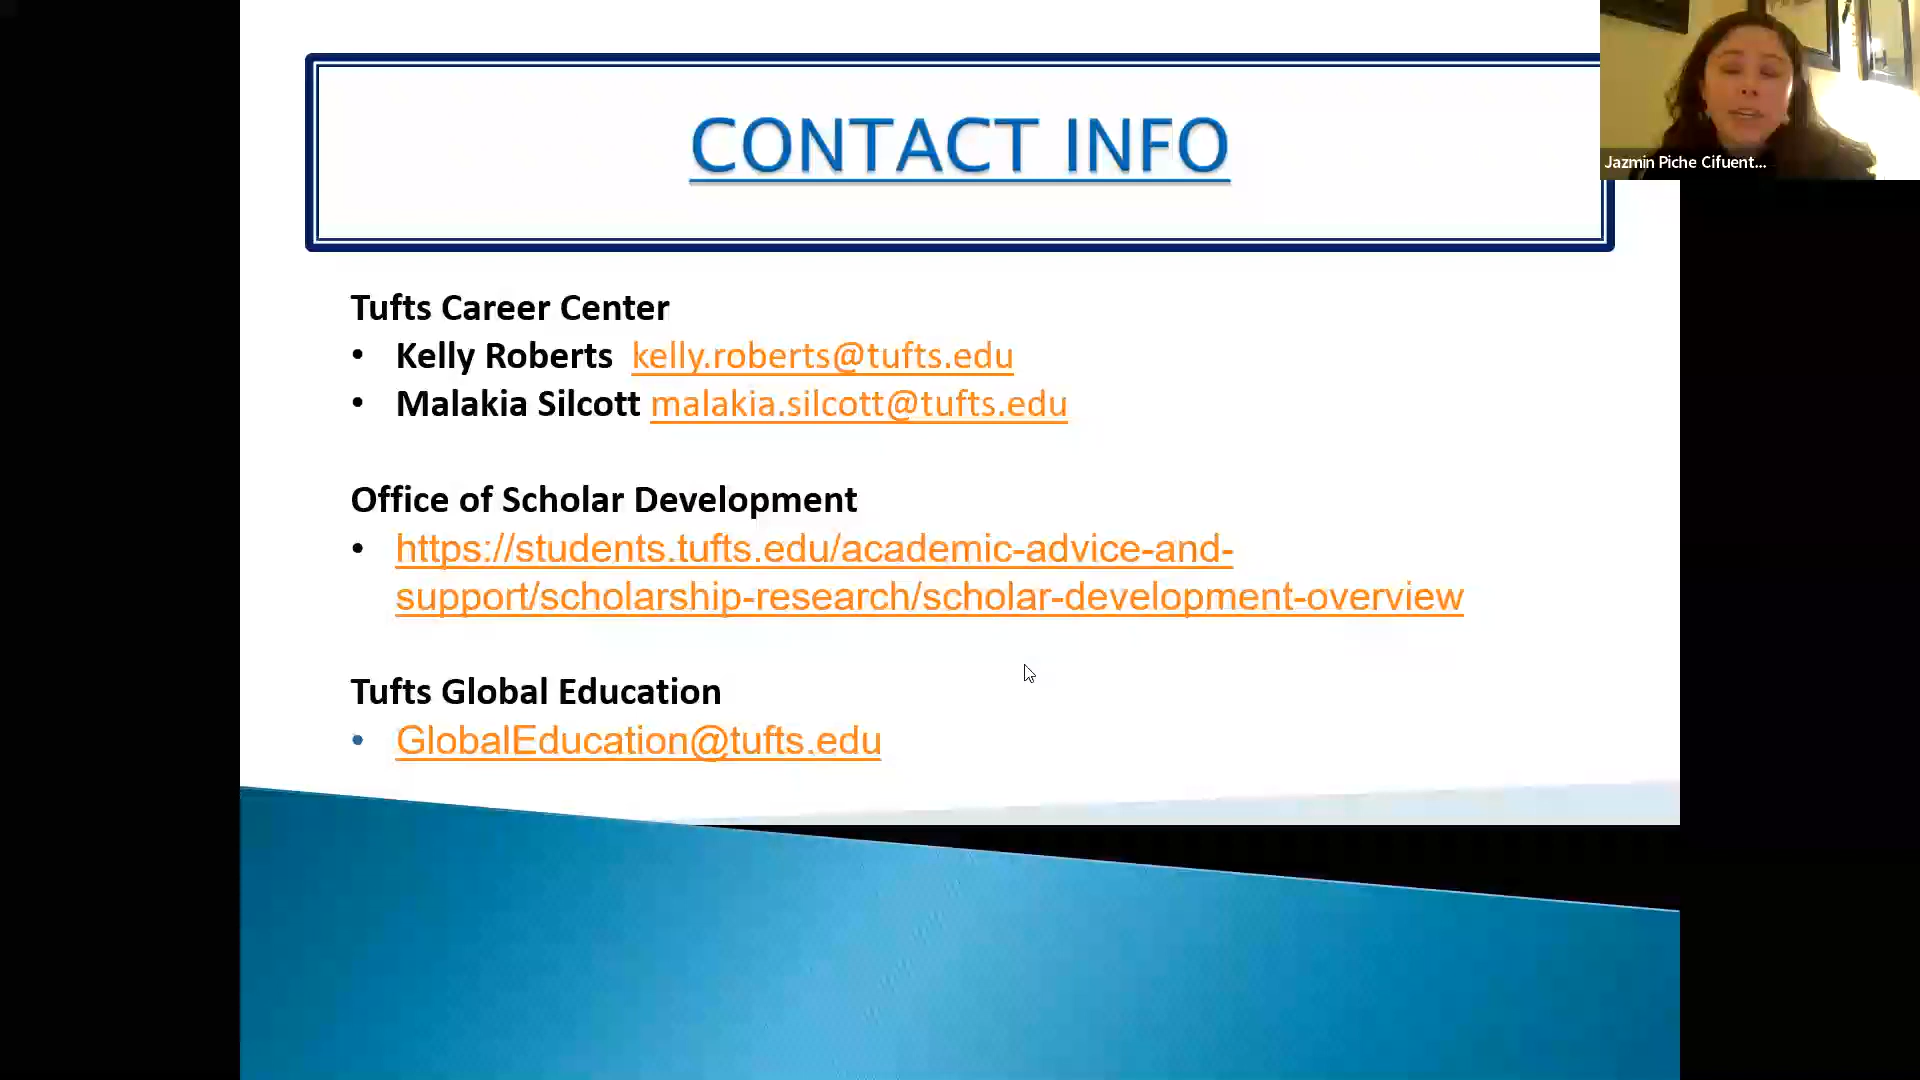 CONTACT INFO
Jazmin Piche Cifuent...
Tufts Career Center
• Kelly Roberts kelly.roberts@tufts.edu
• Malakia Silcott malakia.silcott@tufts.edu
Office of Scholar Development
• https://students.tufts.edu/academic-advice-and-
support/scholarship-research/scholar-development-overview
Tufts Global Education
• GlobalEducation@tufts.edu